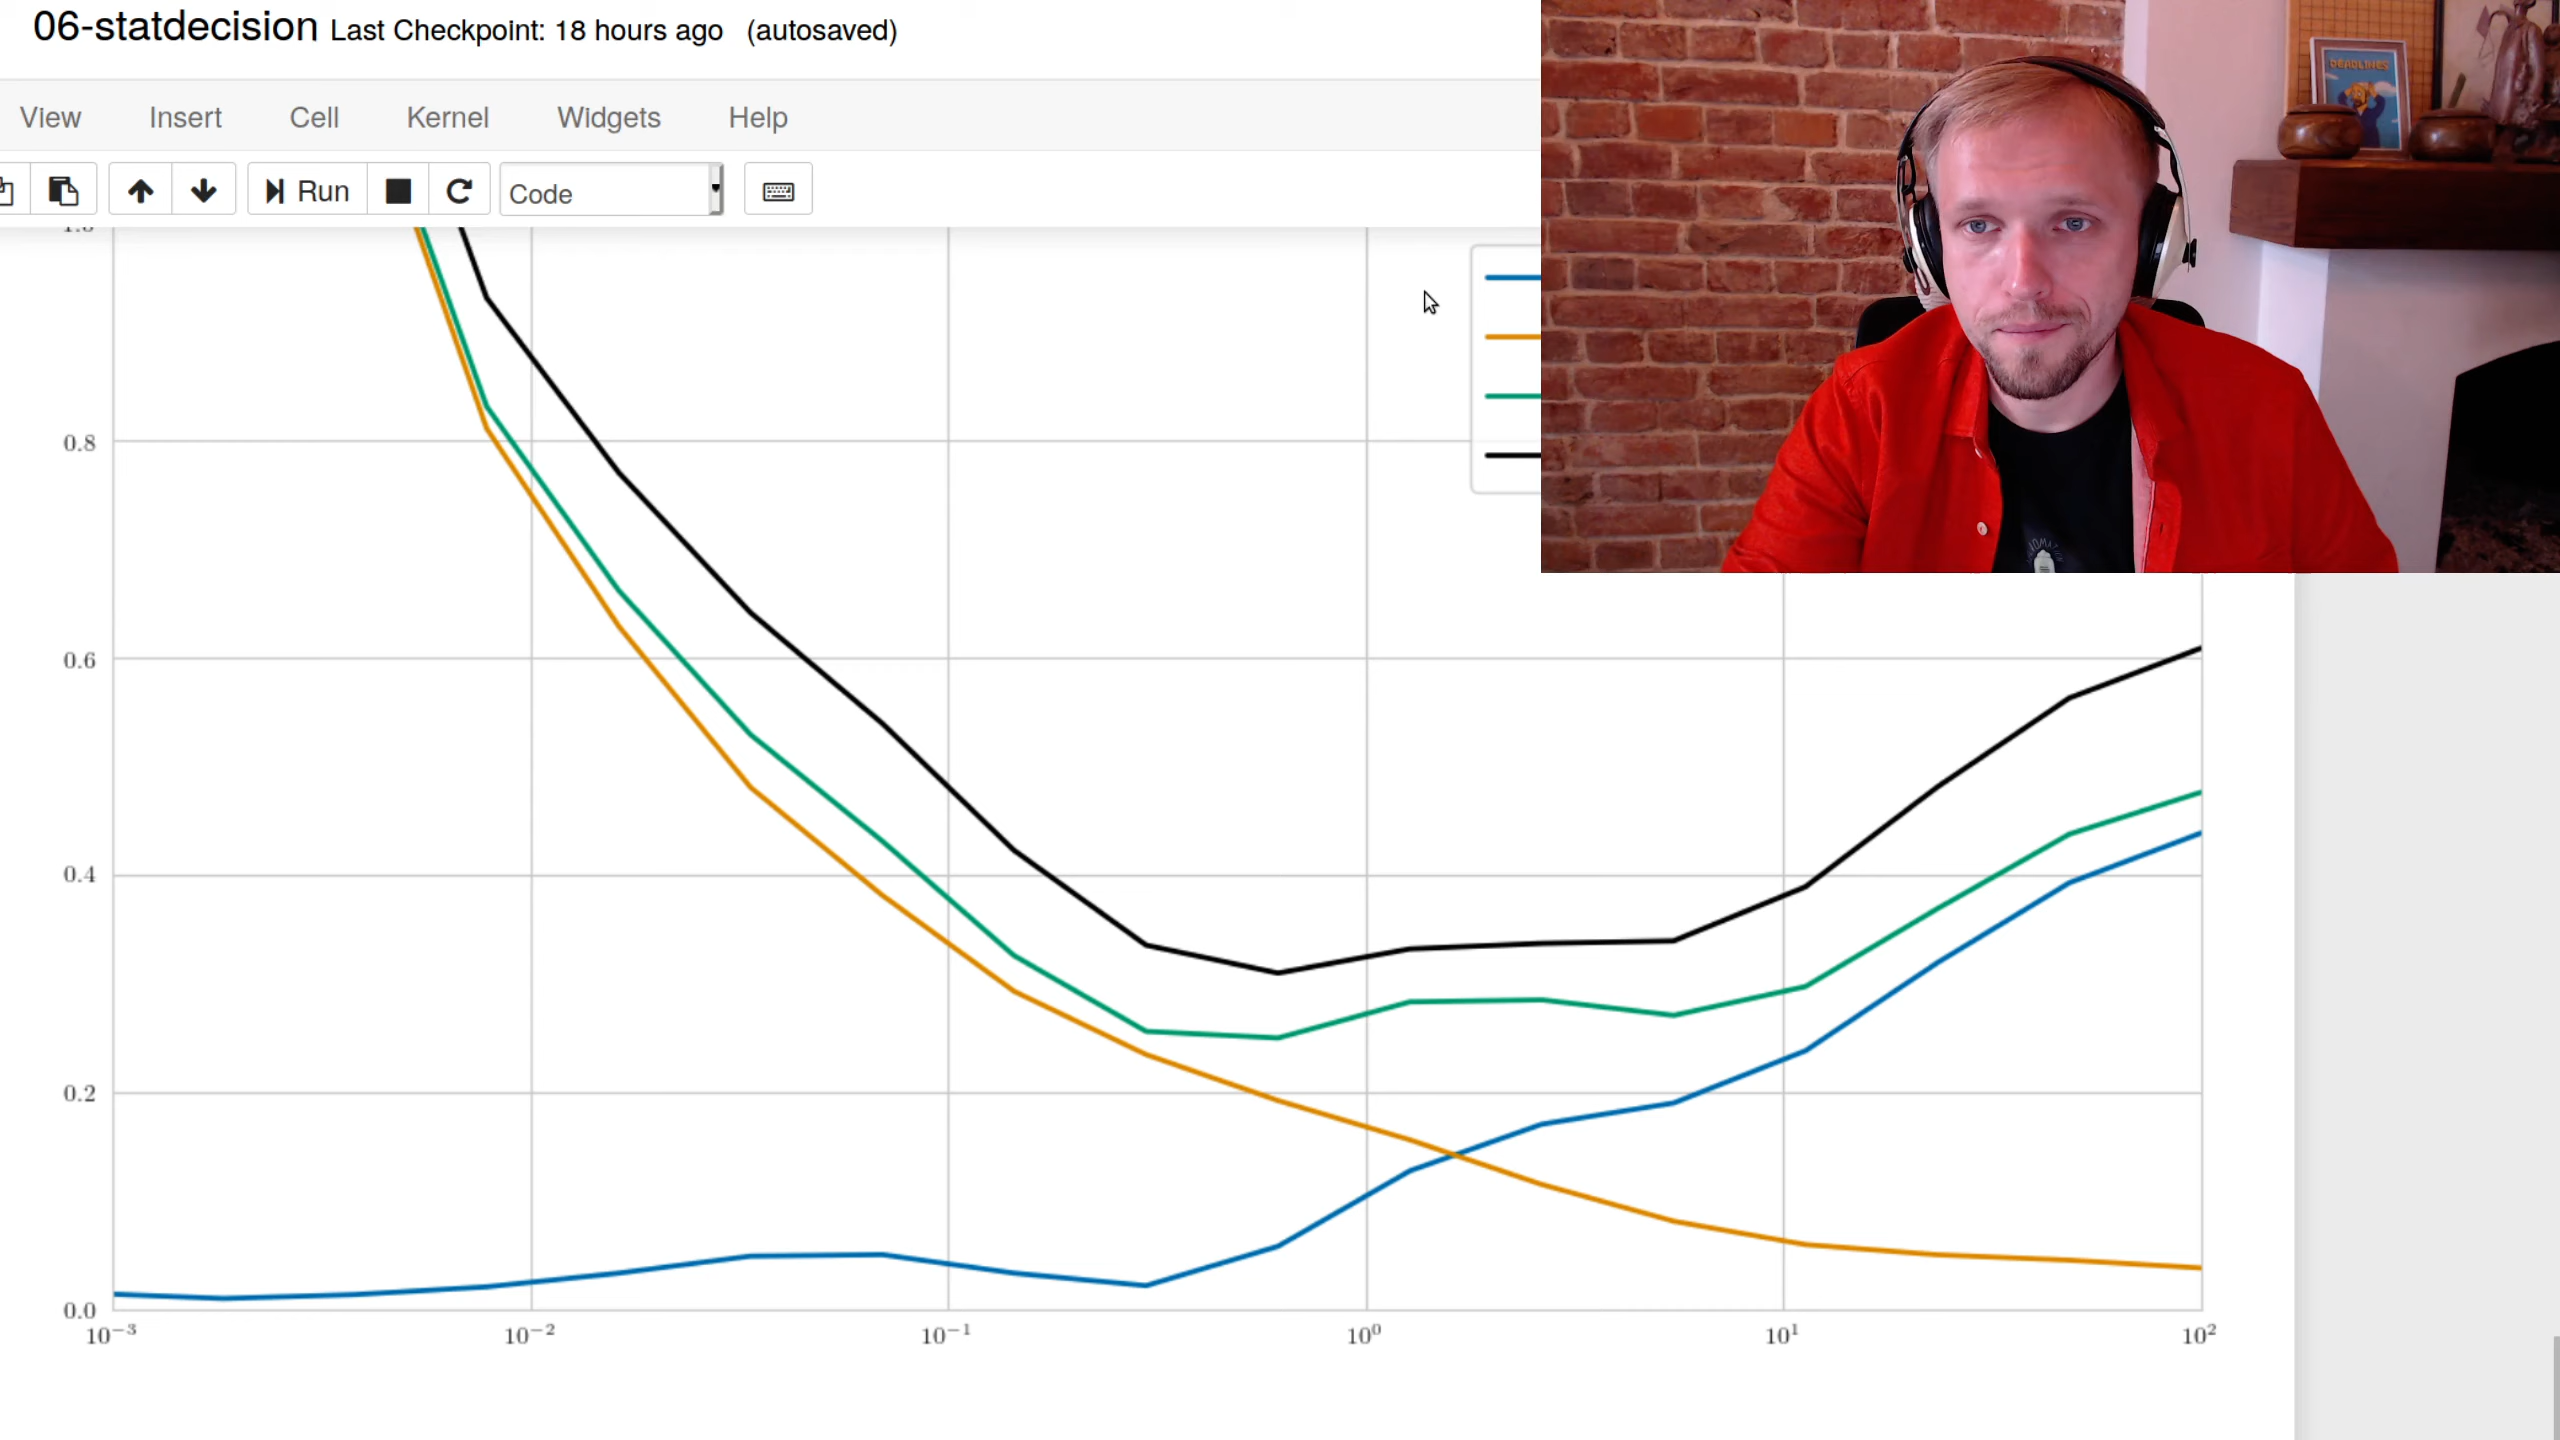 06-statdecision Last Checkpoint: 18 hours ago (autosaved)
View Insert Cell Kernel Widgets Help
Run Code
DEADLINES
0.8
0.6
0.4
0.2
0.0
10⁻³ 10⁻² 10⁻¹ 10⁰ 10¹ 10²